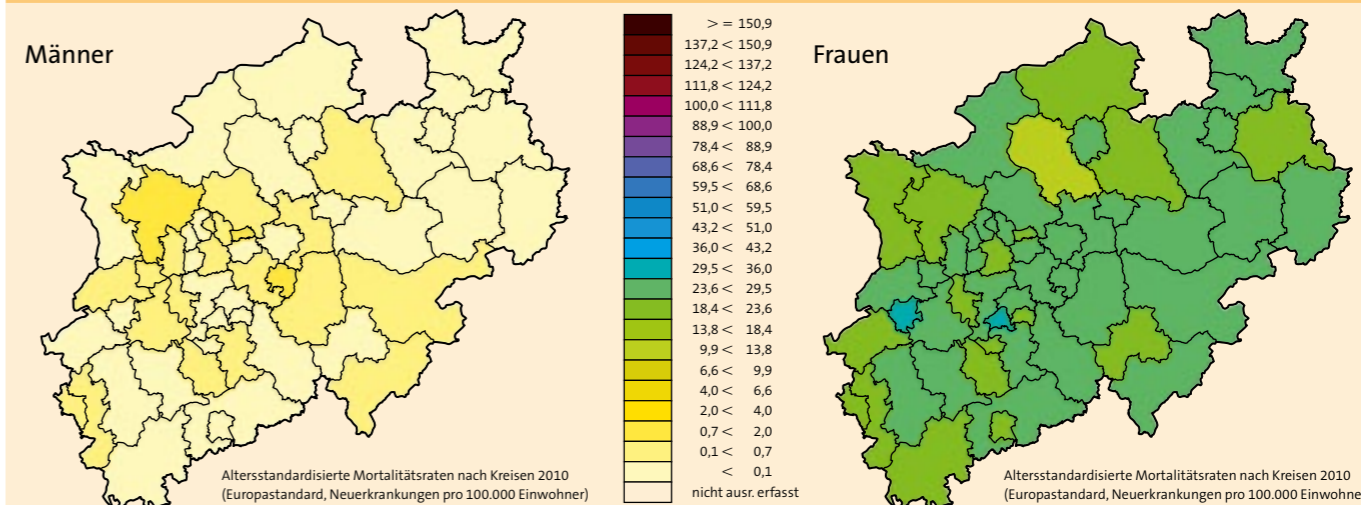 Männer
> = 150,9
137,2 < 150,9
124,2 < 137,2
111,8 < 124,2
100,0 < 111,8
88,9 < 100,0
78,4 < 88,9
68,6 < 78,4
59,5 < 68,6
51,0 < 59,5
43,2 < 51,0
36,0 < 43,2
29,5 < 36,0
23,6 < 29,5
18,4 < 23,6
13,8 < 18,4
9,9 < 13,8
6,6 < 9,9
4,0 < 6,6
2,0 < 4,0
0,7 < 2,0
0,1 < 0,7
< 0,1
nicht ausr. erfasst
Altersstandardisierte Mortalitätsraten nach Kreisen 2010
(Europastandard, Neuerkrankungen pro 100.000 Einwohner)
Frauen
Altersstandardisierte Mortalitätsraten nach Kreisen 2010
(Europastandard, Neuerkrankungen pro 100.000 Einwohne